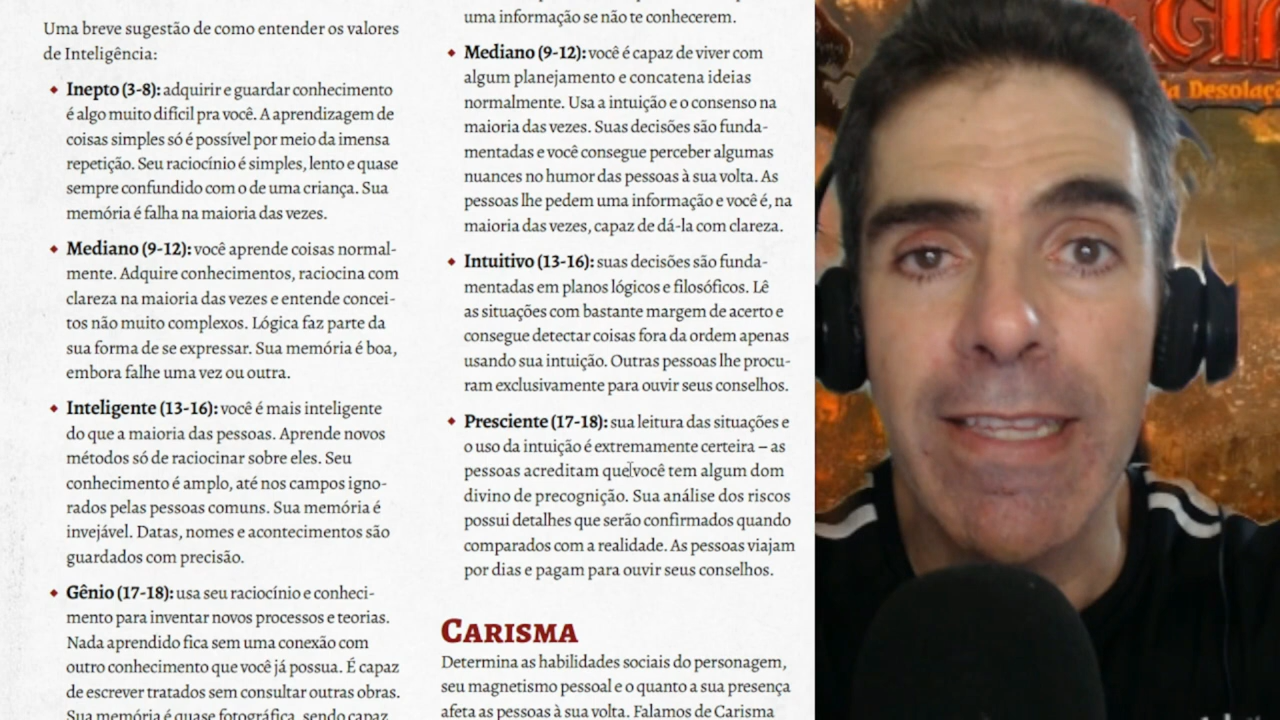 Uma breve sugestão de como entender os valores
de Inteligência:
Inepto (3-8): adquirir e guardar conhecimento
é algo muito difícil pra você. A aprendizagem de
coisas simples só é possível por meio da imensa
repetição. Seu raciocínio é simples, lento e quase
sempre confundido com o de uma criança. Sua
memória é falha na maioria das vezes.
Mediano (9-12): você aprende coisas normal-
mente. Adquire conhecimentos, raciocina com
clareza na maioria das vezes e entende concei-
tos não muito complexos. Lógica faz parte da
sua forma de se expressar. Sua memória é boa,
embora falhe uma vez ou outra.
Inteligente (13-16): você é mais inteligente
do que a maioria das pessoas. Aprende novos
métodos só de raciocinar sobre eles. Seu
conhecimento é amplo, até nos campos igno-
rados pelas pessoas comuns. Sua memória é
invejável. Datas, nomes e acontecimentos são
guardados com precisão.
Gênio (17-18): usa seu raciocínio e conheci-
mento para inventar novos processos e teorias.
Nada aprendido fica sem uma conexão com
outro conhecimento que você já possua. É capaz
de escrever tratados sem consultar outras obras.
Sua memória é quase fotográfica, sendo capaz
uma informação se não te conhecerem.
Mediano (9-12): você é capaz de viver com
algum planejamento e concatena ideias
normalmente. Usa a intuição e o consenso na
maioria das vezes. Suas decisões são funda-
mentadas e você consegue perceber algumas
nuances no humor das pessoas à sua volta. As
pessoas lhe pedem uma informação e você é, na
maioria das vezes, capaz de dá-la com clareza.
Intuitivo (13-16): suas decisões são funda-
mentadas em planos lógicos e filosóficos. Lê
as situações com bastante margem de acerto e
consegue detectar coisas fora da ordem apenas
usando sua intuição. Outras pessoas lhe procu-
ram exclusivamente para ouvir seus conselhos.
Presciente (17-18): sua leitura das situações e
o uso da intuição é extremamente certeira – as
pessoas acreditam que você tem algum dom
divino de precognição. Sua análise dos riscos
possui detalhes que serão confirmados quando
comparados com a realidade. As pessoas viajam
por dias e pagam para ouvir seus conselhos.
CARISMA
Determina as habilidades sociais do personagem,
seu magnetismo pessoal e o quanto a sua presença
afeta as pessoas à sua volta. Falamos de Carisma